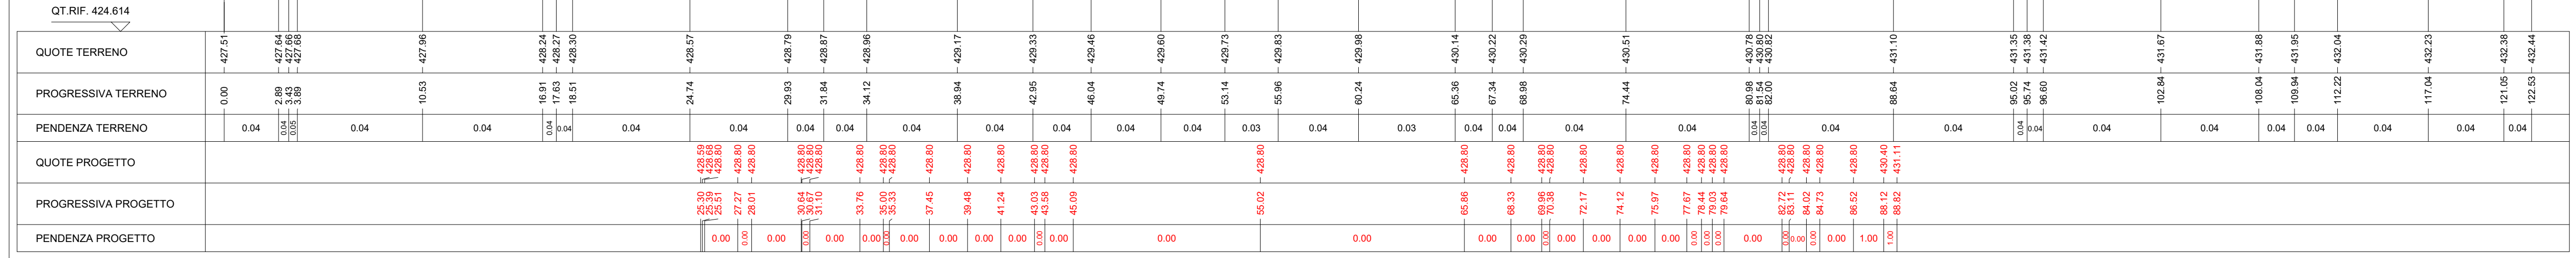 QT.RIF. 424.614
QUOTE TERRENO 427.51 427.64 427.66 427.68 427.96 428.24 428.27 428.30 428.57 428.79 428.87 428.96 429.17 429.33 429.46 429.60 429.73 429.83 429.98 430.14 430.22 430.29 430.51 430.78 430.80 430.82 431.10 431.35 431.38 431.42 431.67 431.88 431.95 432.04 432.23 432.38 432.44
PROGRESSIVA TERRENO 0.00 2.89 3.43 3.89 10.53 16.91 17.63 18.51 24.74 29.93 31.84 34.12 38.94 42.95 46.04 49.74 53.14 55.96 60.24 65.36 67.34 68.98 74.44 80.98 81.54 82.00 88.64 95.02 95.74 96.60 102.84 108.04 109.94 112.22 117.04 121.05 122.53
PENDENZA TERRENO 0.04 0.04 0.05 0.04 0.04 0.04 0.04 0.04 0.04 0.04 0.04 0.04 0.04 0.04 0.04 0.04 0.03 0.04 0.03 0.04 0.04 0.04 0.04 0.04 0.04 0.04 0.04 0.04 0.04 0.04 0.04 0.04 0.04 0.04 0.04 0.04
QUOTE PROGETTO 428.59 428.68 428.80 428.80 428.80 428.80 428.80 428.80 428.80 428.80 428.80 428.80 428.80 428.80 428.80 428.80 428.80 428.80 428.80 428.80 428.80 428.80 428.80 428.80 428.80 428.80 428.80 428.80 428.80 428.80 428.80 428.80 428.80 428.80 430.40 431.11
PROGRESSIVA PROGETTO 25.30 25.39 25.51 27.27 28.01 30.64 30.67 31.10 33.76 35.00 35.33 37.45 39.48 41.24 43.03 43.58 45.09 55.02 65.86 68.33 69.96 70.38 72.17 74.12 75.97 77.67 78.44 79.03 79.64 82.72 83.11 84.02 84.73 86.52 88.12 88.82
PENDENZA PROGETTO 0.00 0.00 0.00 0.00 0.00 0.00 0.00 0.00 0.00 0.00 0.00 0.00 0.00 0.00 0.00 0.00 0.00 0.00 0.00 0.00 0.00 0.00 0.00 0.00 0.00 0.00 0.00 0.00 0.00 0.00 1.00 1.00